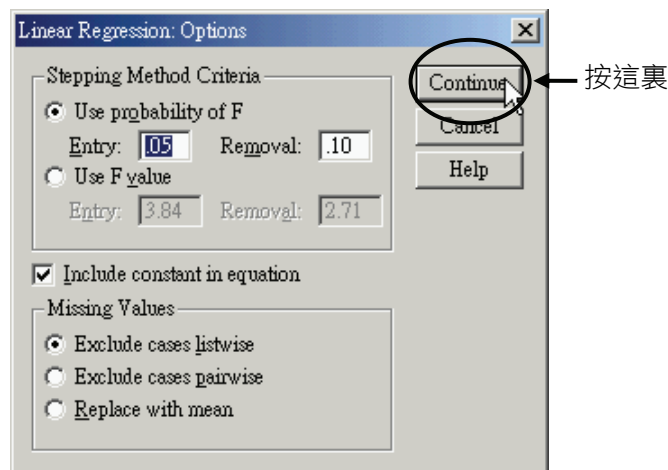 Linear Regression: Options
Stepping Method Criteria
Use probability of F
Entry: .05 Removal: .10
Use F value
Entry: 3.84 Removal: 2.71
Include constant in equation
Missing Values
Exclude cases listwise
Exclude cases pairwise
Replace with mean
Continue
Cancel
Help
按這裏